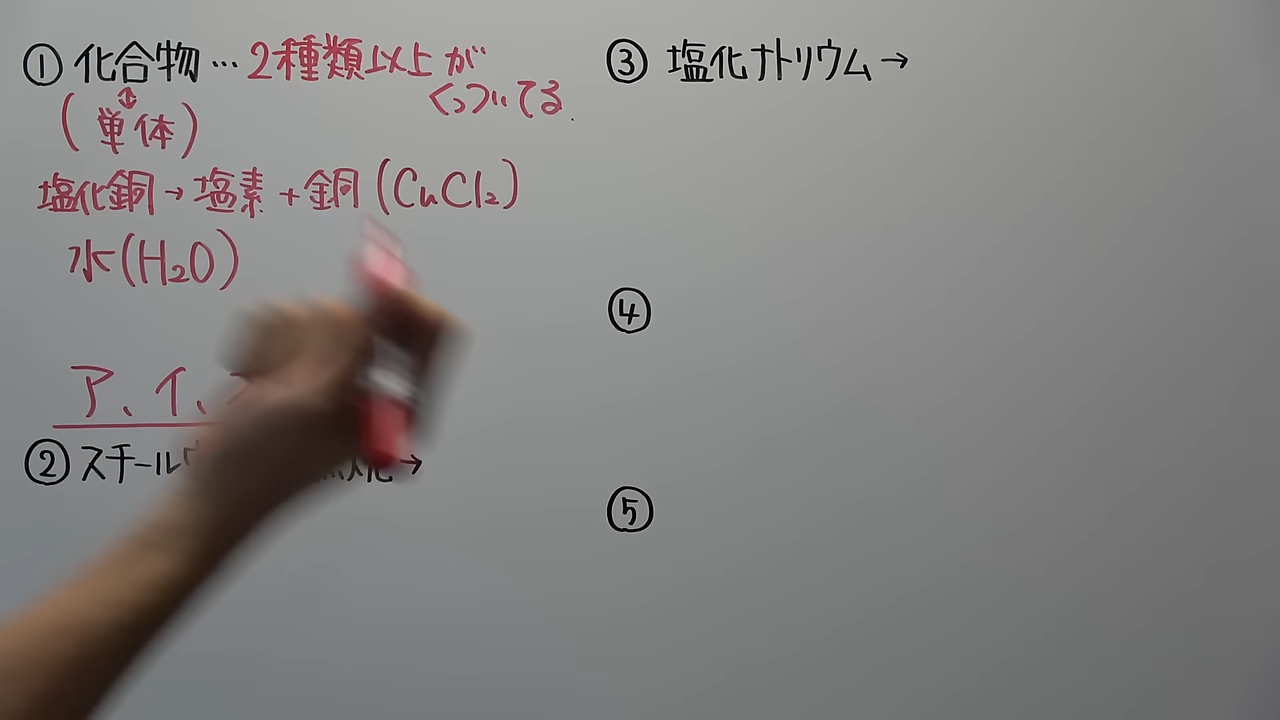 ① 化合物…2種類以上が
くっついてる
(単体)
塩化銅→塩素+銅(CuCl₂)
水(H₂O)
ア、イ、
② スチール →
③ 塩化ナトリウム→
④
⑤